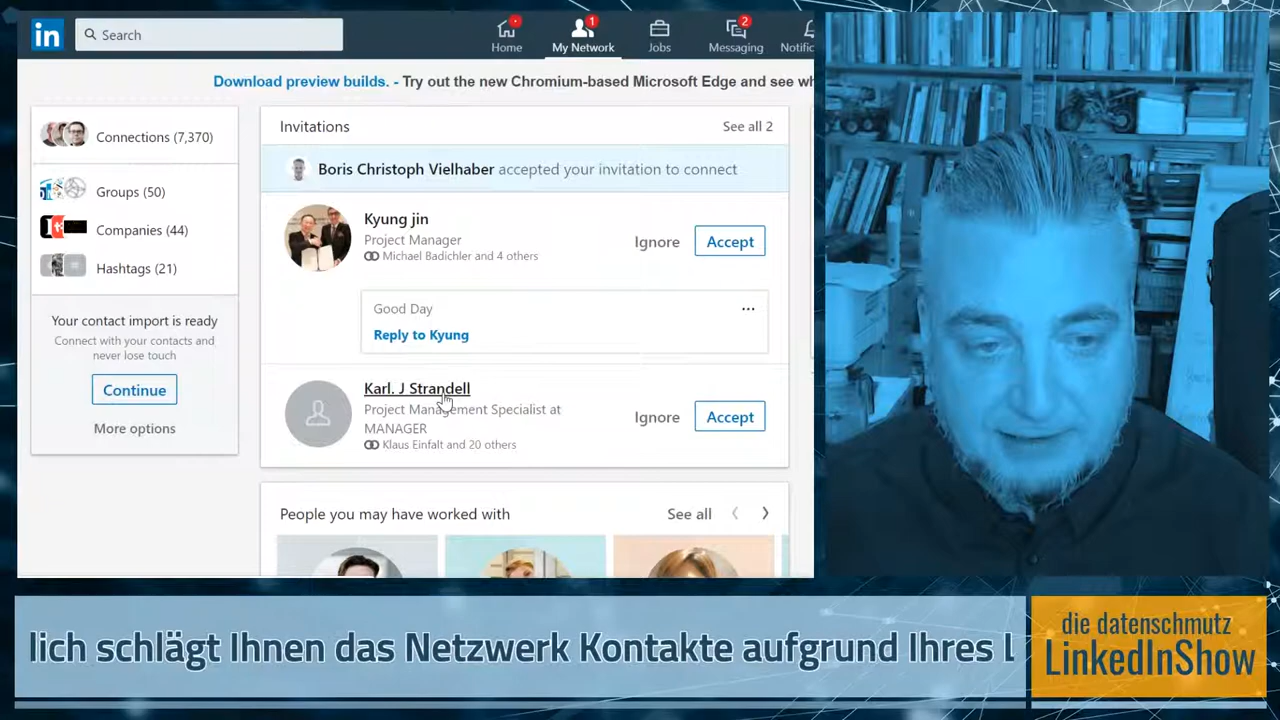 in
Search
Home
My Network
1
Jobs
Messaging
2
Notific
Download preview builds. - Try out the new Chromium-based Microsoft Edge and see wh
Connections (7,370)
Groups (50)
Companies (44)
Hashtags (21)
Your contact import is ready
Connect with your contacts and
never lose touch
Continue
More options
Invitations
See all 2
Boris Christoph Vielhaber accepted your invitation to connect
Kyung jin
Project Manager
Michael Badichler and 4 others
Ignore
Accept
Good Day
Reply to Kyung
Karl. J Strandell
Project Management Specialist at
MANAGER
Klaus Einfalt and 20 others
Ignore
Accept
People you may have worked with
See all
lich schlägt Ihnen das Netzwerk Kontakte aufgrund Ihres L
die datenschmutz
LinkedInShow